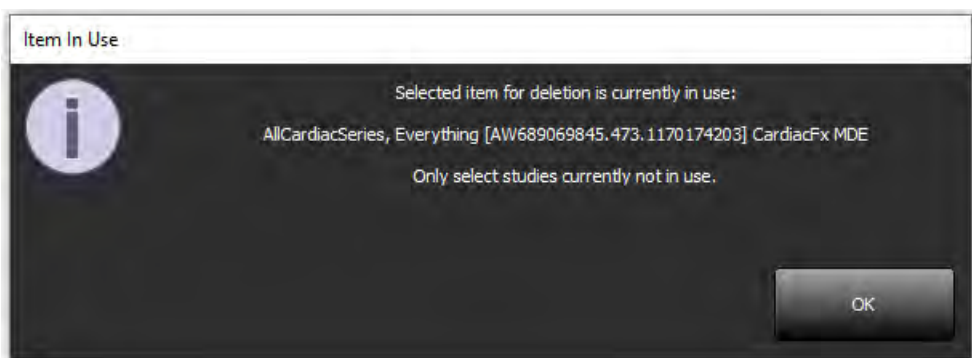 Item In Use
Selected item for deletion is currently in use:
AllCardiacSeries, Everything [AW689069845.473.1170174203] CardiacFx MDE
Only select studies currently not in use.
OK